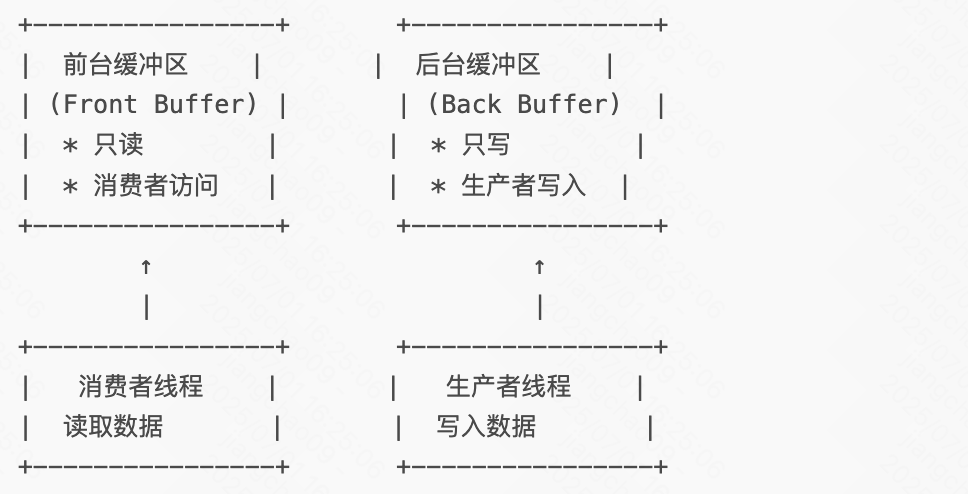 +----------------+ +----------------+
| 前台缓冲区 | | 后台缓冲区 |
| (Front Buffer) | | (Back Buffer) |
| * 只读 | | * 只写 |
| * 消费者访问 | | * 生产者写入 |
+----------------+ +----------------+
↑ ↑
| |
+----------------+ +----------------+
| 消费者线程 | | 生产者线程 |
| 读取数据 | | 写入数据 |
+----------------+ +----------------+